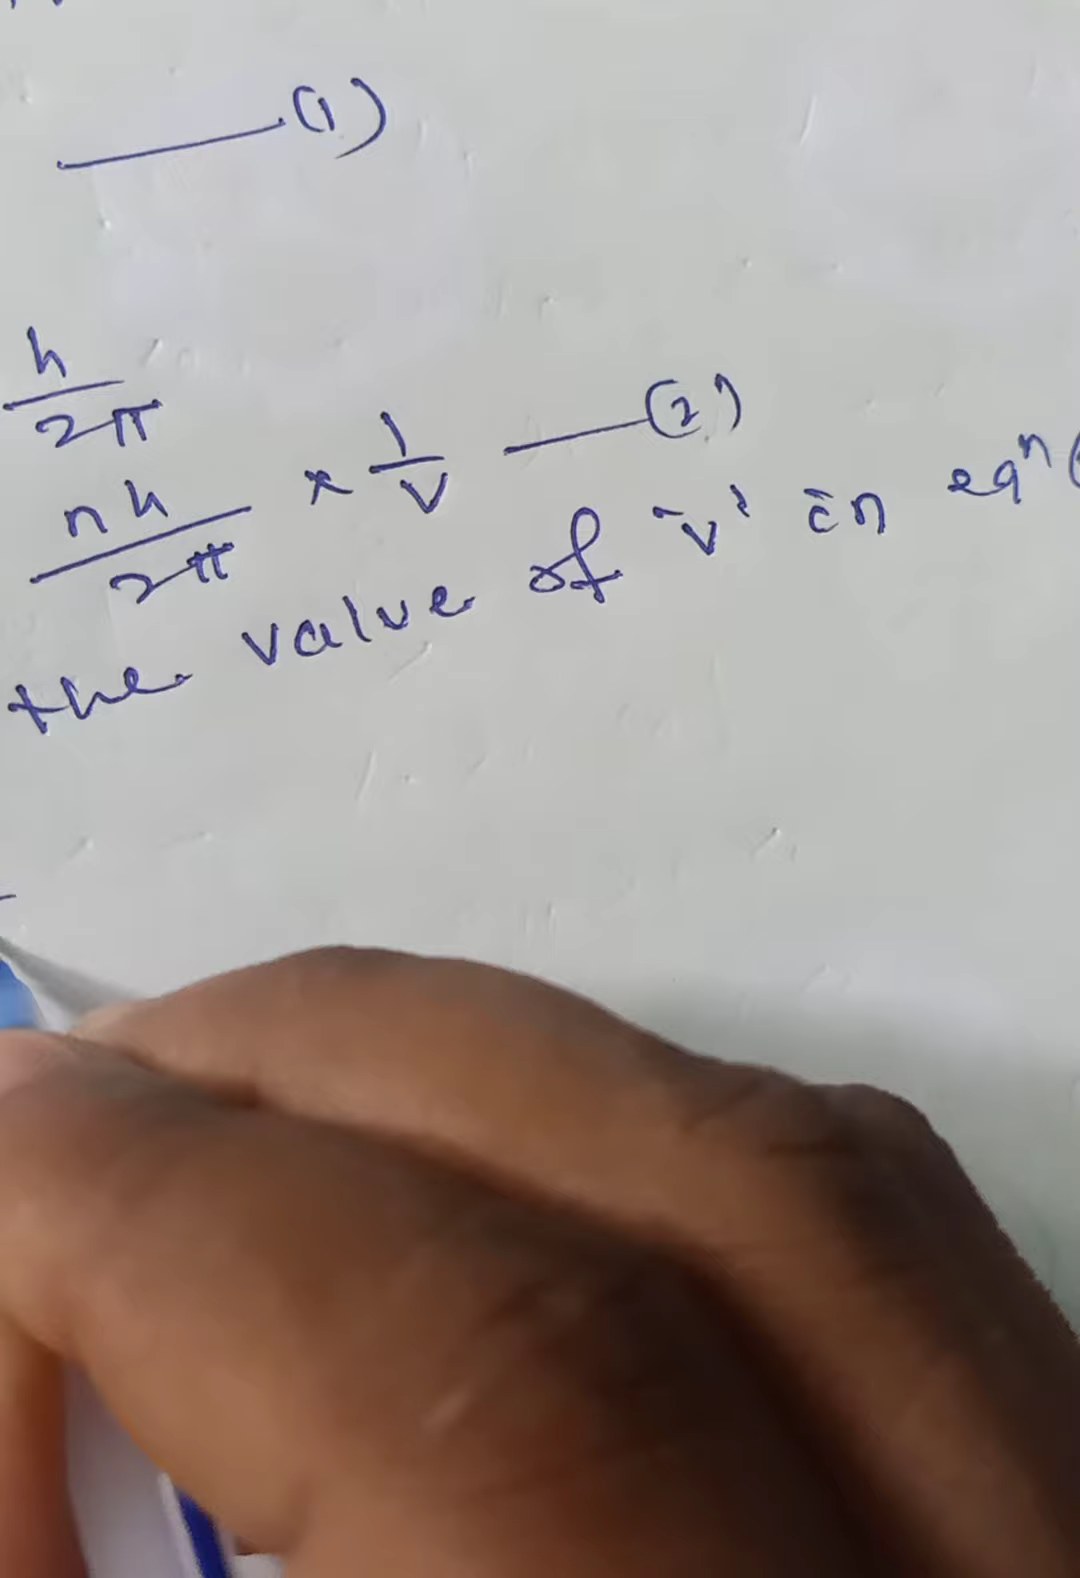 (1)
h/2π
nh/2π × 1/v (2)
the value of 'v' in eqⁿ (